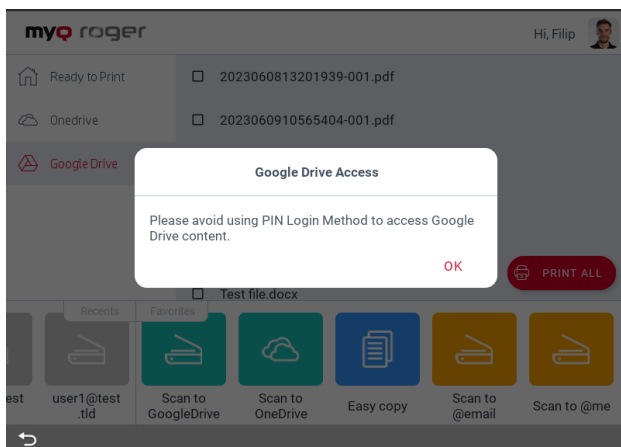 myQ roger
Hi, Filip
Ready to Print
2023060813201939-001.pdf
Onedrive
2023060910565404-001.pdf
Google Drive
Google Drive Access
Please avoid using PIN Login Method to access Google
Drive content.
OK
PRINT ALL
Test file.docx
Recents
Favorites
est
user1@test
.tld
Scan to
GoogleDrive
Scan to
OneDrive
Easy copy
Scan to
@email
Scan to @me